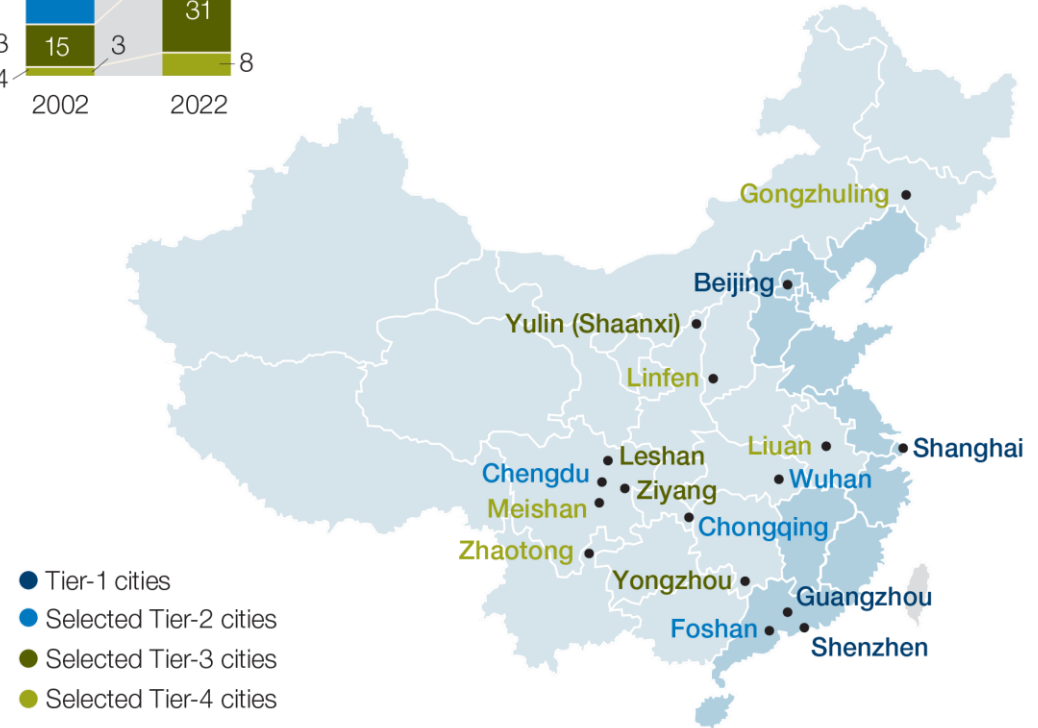 31
3
15
3
4
8
2002
2022
Gongzhuling
Beijing
Yulin (Shaanxi)
Linfen
Liuan
Shanghai
Leshan
Chengdu
Wuhan
Ziyang
Meishan
Chongqing
Zhaotong
Yongzhou
Guangzhou
Foshan
Shenzhen
Tier-1 cities
Selected Tier-2 cities
Selected Tier-3 cities
Selected Tier-4 cities